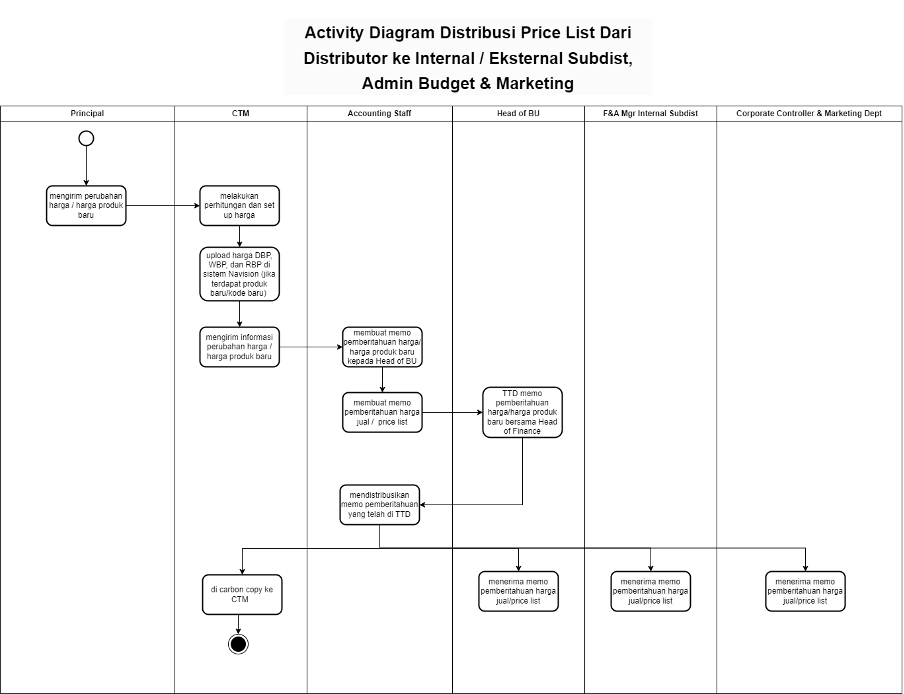 Activity Diagram Distribusi Price List Dari
Distributor ke Internal / Eksternal Subdist,
Admin Budget & Marketing
Principal
CTM
Accounting Staff
Head of BU
F&A Mgr Internal Subdist
Corporate Controller & Marketing Dept
mengirim perubahan
harga / harga produk
baru
melakukan
perhitungan dan set
up harga
upload harga DBP,
WBP, dan RBP di
sistem Navision (jika
terdapat produk
baru/kode baru)
mengirim informasi
perubahan harga /
harga produk baru
membuat memo
pemberitahuan harga/
harga produk baru
kepada Head of BU
membuat memo
pemberitahuan harga
jual / price list
TTD memo
pemberitahuan
harga/harga produk
baru bersama Head
of Finance
mendistribusikan
memo pemberitahuan
yang telah di TTD
di carbon copy ke
CTM
menerima memo
pemberitahuan harga
jual/price list
menerima memo
pemberitahuan harga
jual/price list
menerima memo
pemberitahuan harga
jual/price list